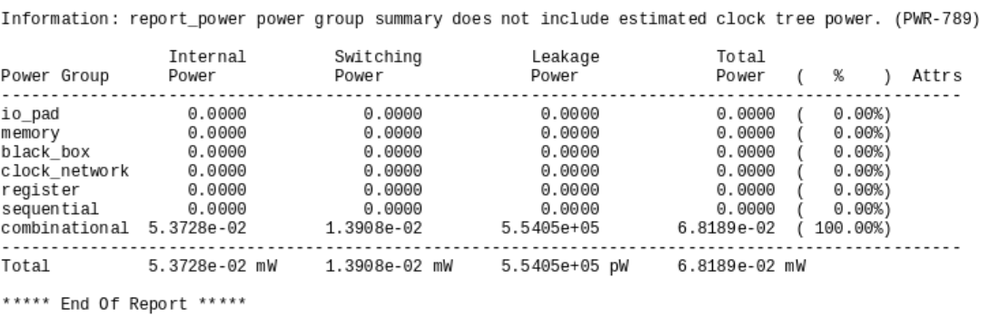 Information: report_power power group summary does not include estimated clock tree power. (PWR-789)
Internal Switching Leakage Total
Power Group Power Power Power Power ( % ) Attrs
--------------------------------------------------------------------------------------------------
io_pad 0.0000 0.0000 0.0000 0.0000 ( 0.00%)
memory 0.0000 0.0000 0.0000 0.0000 ( 0.00%)
black_box 0.0000 0.0000 0.0000 0.0000 ( 0.00%)
clock_network 0.0000 0.0000 0.0000 0.0000 ( 0.00%)
register 0.0000 0.0000 0.0000 0.0000 ( 0.00%)
sequential 0.0000 0.0000 0.0000 0.0000 ( 0.00%)
combinational 5.3728e-02 1.3908e-02 5.5405e+05 6.8189e-02 ( 100.00%)
--------------------------------------------------------------------------------------------------
Total 5.3728e-02 mW 1.3908e-02 mW 5.5405e+05 pW 6.8189e-02 mW
***** End Of Report *****